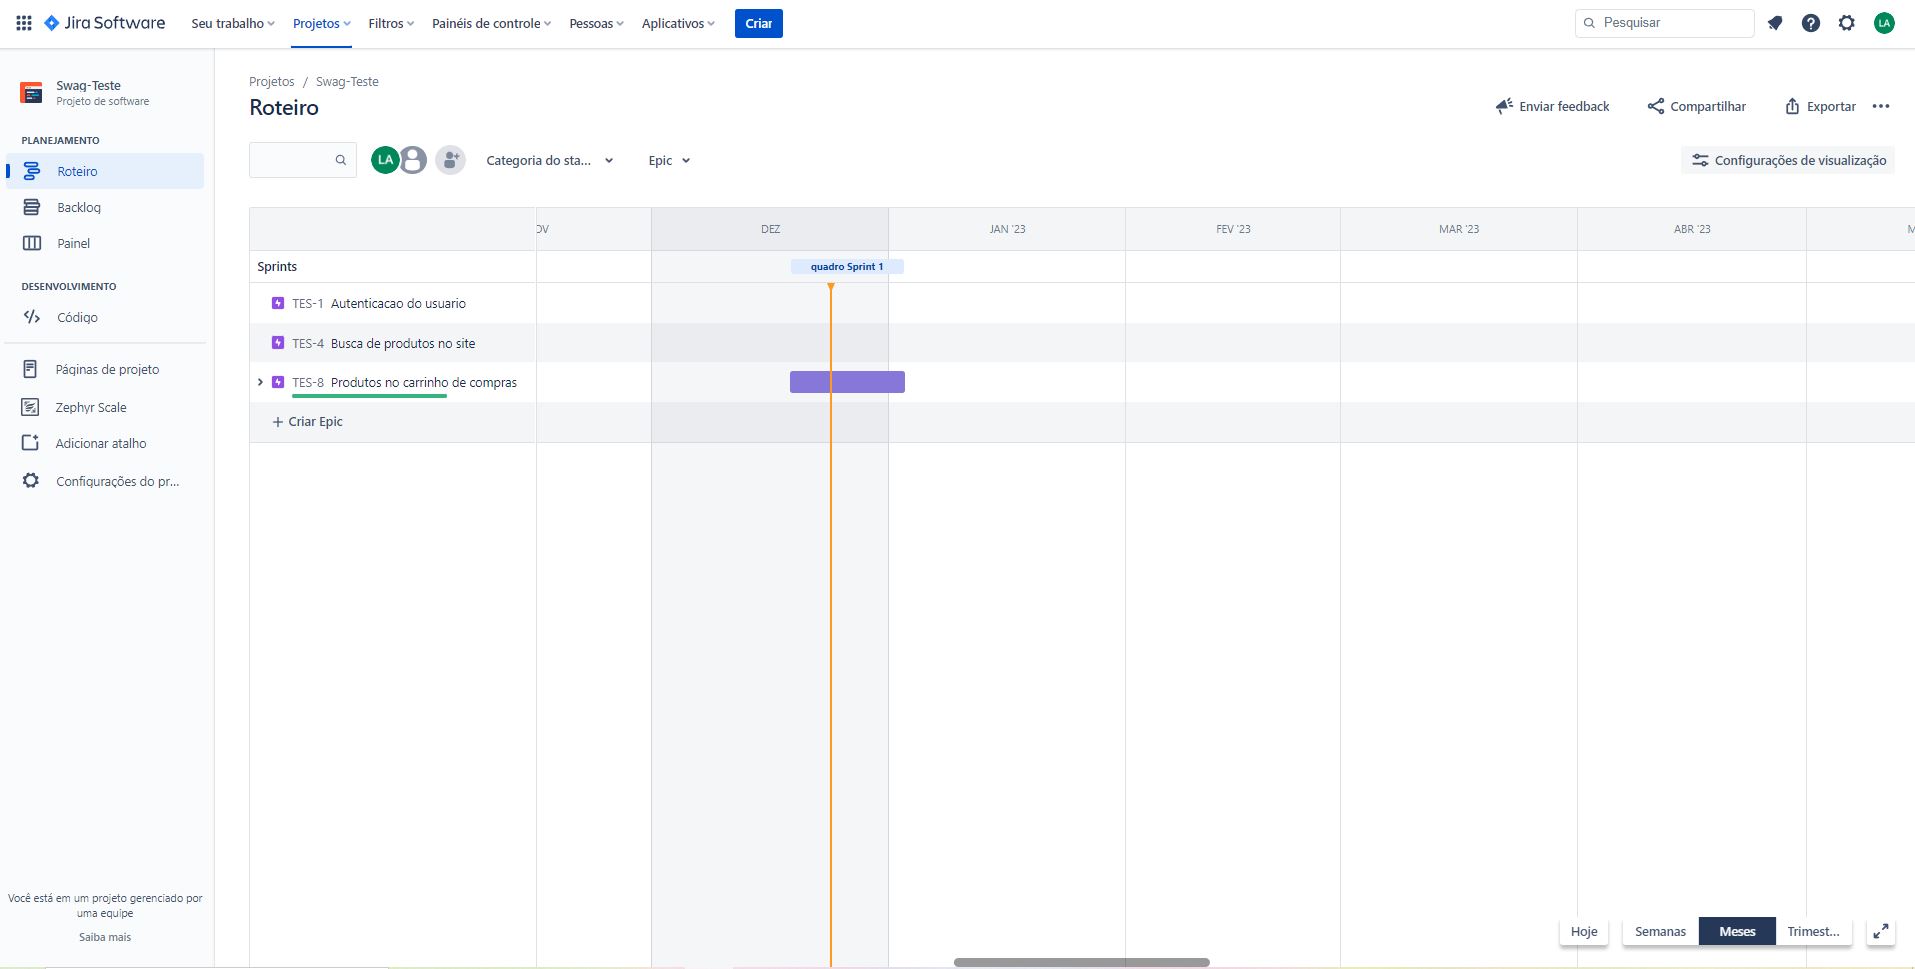 Jira Software
Seu trabalho
Projetos
Filtros
Painéis de controle
Pessoas
Aplicativos
Criar
Pesquisar
LA
Swag-Teste
Projeto de software
PLANEJAMENTO
Roteiro
Backlog
Painel
DESENVOLVIMENTO
Código
Páginas de projeto
Zephyr Scale
Adicionar atalho
Configurações do pr...
Você está em um projeto gerenciado por
uma equipe
Saiba mais
Projetos / Swag-Teste
Roteiro
Enviar feedback
Compartilhar
Exportar
LA
Categoria do sta...
Epic
Configurações de visualização
OV
DEZ
JAN '23
FEV '23
MAR '23
ABR '23
M
Sprints
quadro Sprint 1
TES-1 Autenticacao do usuario
TES-4 Busca de produtos no site
TES-8 Produtos no carrinho de compras
+ Criar Epic
Hoje
Semanas
Meses
Trimest...